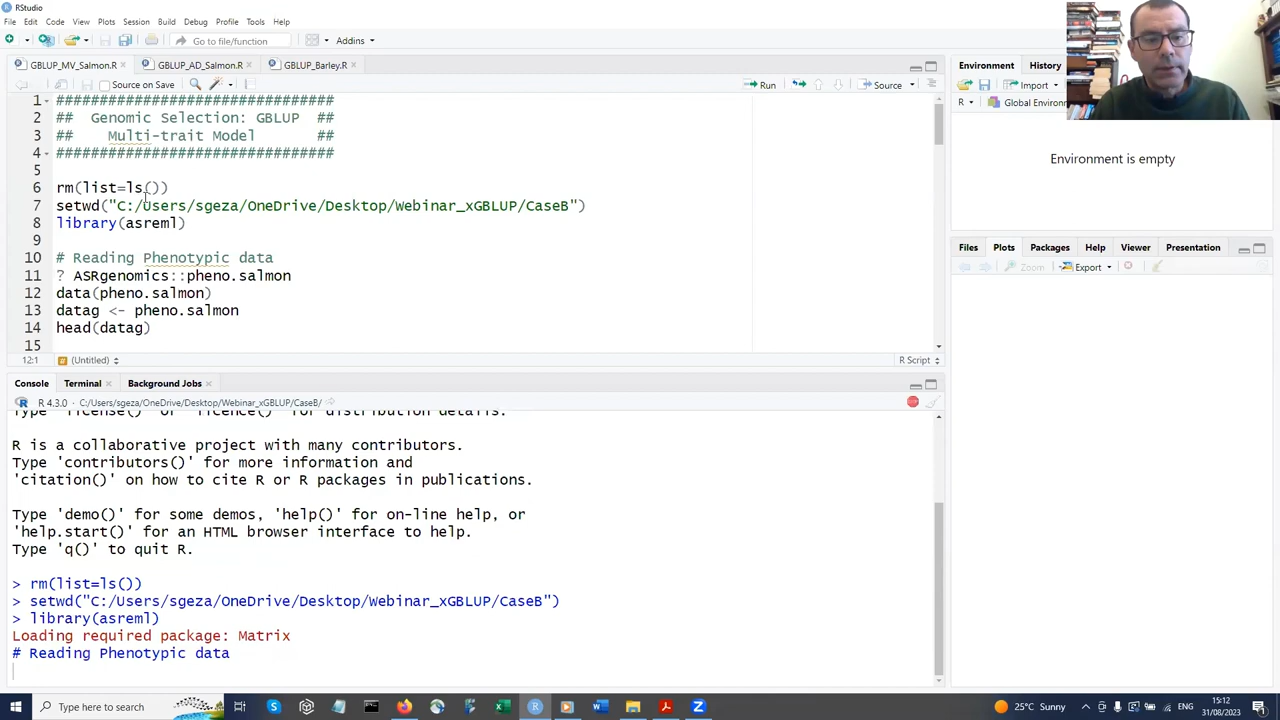 RStudio
File Edit Code View Plots Session Build Debug Profile Tools Help
Go to file/function Addins
GBLUP_MV_Salmon.R GBLUP_AD_Salmon.R GBLUP_Barley.R
Source on Save Run Source
1 ###############################
2 ## Genomic Selection: GBLUP ##
3 ## Multi-trait Model ##
4 ###############################
5
6 rm(list=ls())
7 setwd("C:/Users/sgeza/OneDrive/Desktop/Webinar_xGBLUP/CaseB")
8 library(asreml)
9
10 # Reading Phenotypic data
11 ? ASRgenomics::pheno.salmon
12 data(pheno.salmon)
13 datag <- pheno.salmon
14 head(datag)
15
12:1 (Untitled) R Script
Console Terminal Background Jobs
R 4.3.0 · C:/Users/sgeza/OneDrive/Desktop/Webinar_xGBLUP/CaseB/
Type 'license()' or 'licence()' for distribution details.
R is a collaborative project with many contributors.
Type 'contributors()' for more information and
'citation()' on how to cite R or R packages in publications.
Type 'demo()' for some demos, 'help()' for on-line help, or
'help.start()' for an HTML browser interface to help.
Type 'q()' to quit R.
> rm(list=ls())
> setwd("C:/Users/sgeza/OneDrive/Desktop/Webinar_xGBLUP/CaseB")
> library(asreml)
Loading required package: Matrix
# Reading Phenotypic data
Environment History
Import
R Global Environ
Environment is empty
Files Plots Packages Help Viewer Presentation
Zoom Export
Type here to search
25°C Sunny ENG 15:12
31/08/2023